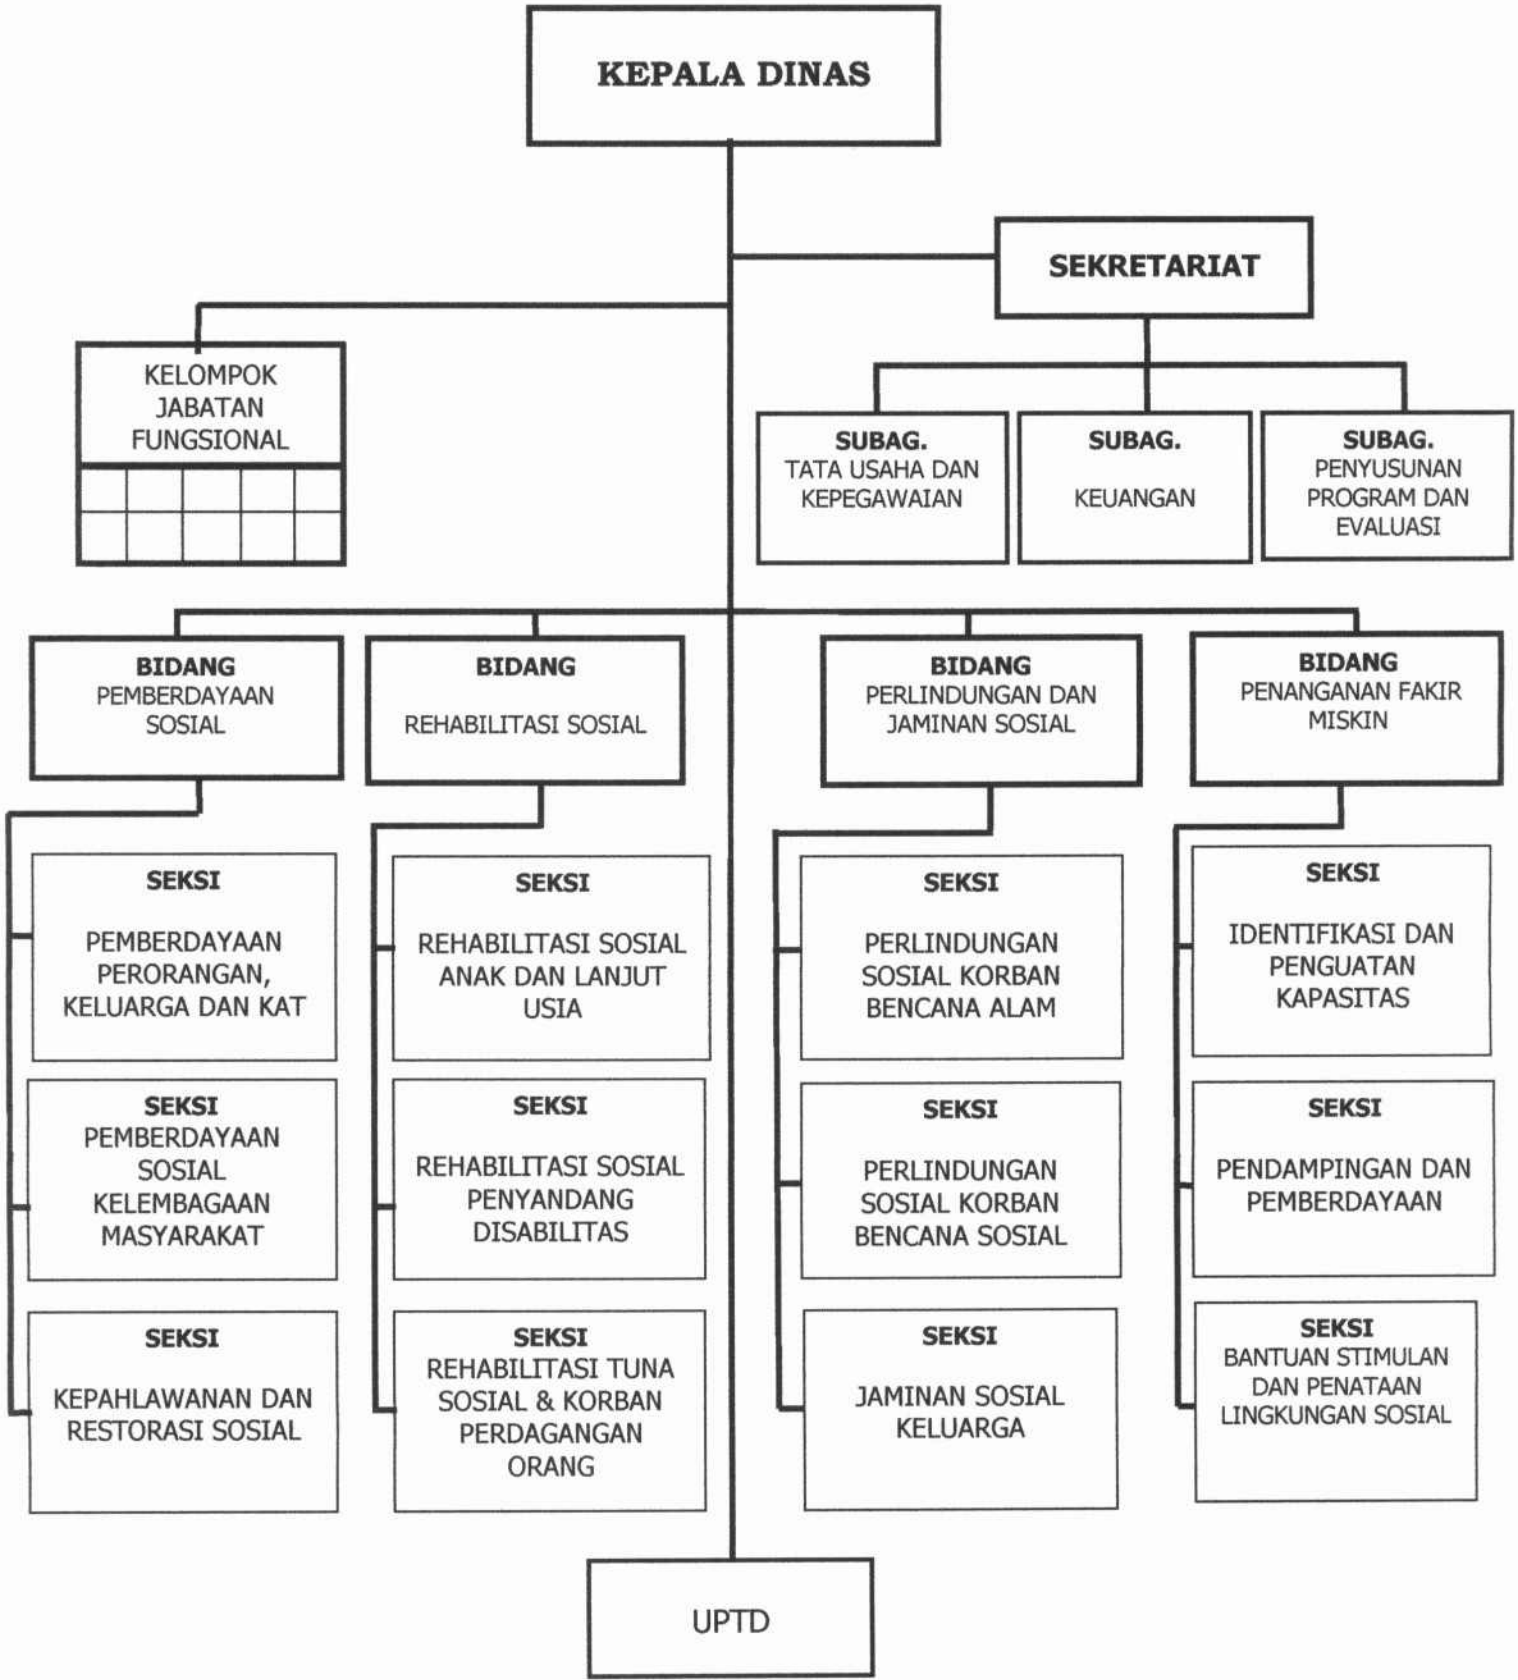 KEPALA DINAS
SEKRETARIAT
KELOMPOK
JABATAN
FUNGSIONAL
SUBAG.
TATA USAHA DAN
KEPEGAWAIAN
SUBAG.
KEUANGAN
SUBAG.
PENYUSUNAN
PROGRAM DAN
EVALUASI
BIDANG
PEMBERDAYAAN
SOSIAL
BIDANG
REHABILITASI SOSIAL
BIDANG
PERLINDUNGAN DAN
JAMINAN SOSIAL
BIDANG
PENANGANAN FAKIR
MISKIN
SEKSI
PEMBERDAYAAN
PERORANGAN,
KELUARGA DAN KAT
SEKSI
REHABILITASI SOSIAL
ANAK DAN LANJUT
USIA
SEKSI
PERLINDUNGAN
SOSIAL KORBAN
BENCANA ALAM
SEKSI
IDENTIFIKASI DAN
PENGUATAN
KAPASITAS
SEKSI
PEMBERDAYAAN
SOSIAL
KELEMBAGAAN
MASYARAKAT
SEKSI
REHABILITASI SOSIAL
PENYANDANG
DISABILITAS
SEKSI
PERLINDUNGAN
SOSIAL KORBAN
BENCANA SOSIAL
SEKSI
PENDAMPINGAN DAN
PEMBERDAYAAN
SEKSI
KEPAHLAWANAN DAN
RESTORASI SOSIAL
SEKSI
REHABILITASI TUNA
SOSIAL & KORBAN
PERDAGANGAN
ORANG
SEKSI
JAMINAN SOSIAL
KELUARGA
SEKSI
BANTUAN STIMULAN
DAN PENATAAN
LINGKUNGAN SOSIAL
UPTD